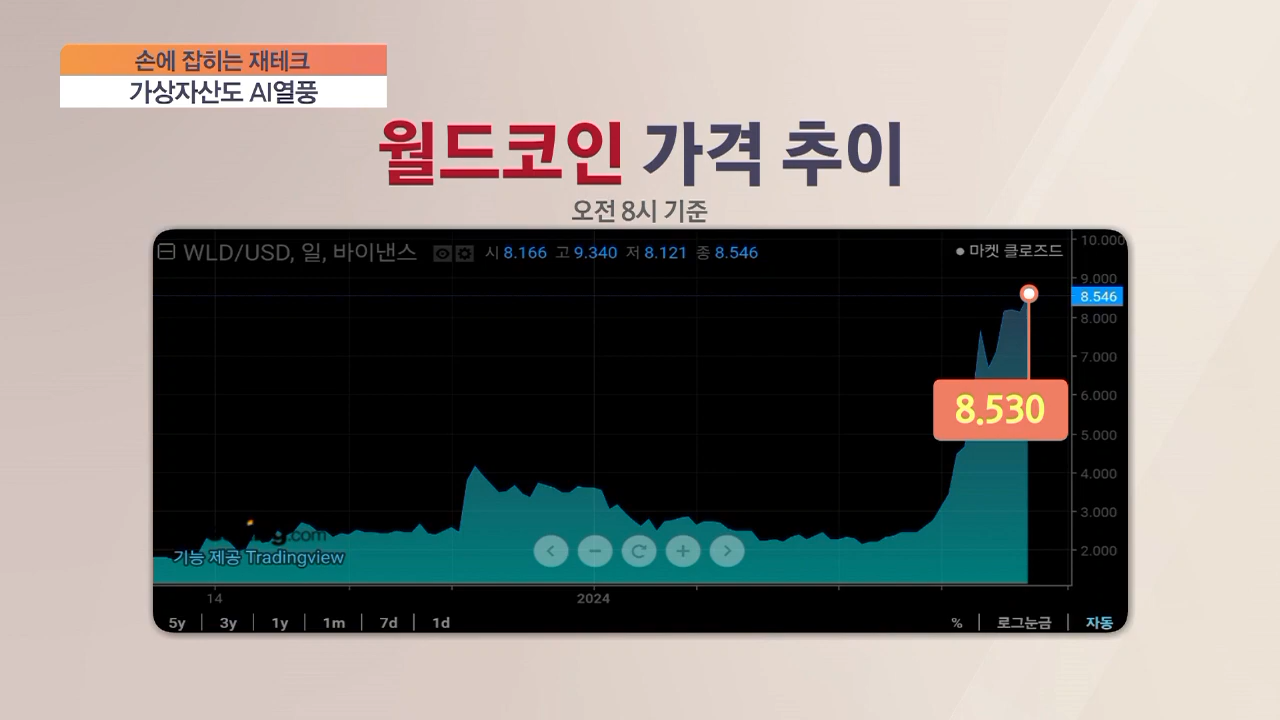 손에 잡히는 재테크
가상자산도 AI열풍
월드코인 가격 추이
오전 8시 기준
WLD/USD, 일, 바이낸스 시 8.166 고 9.340 저 8.121 종 8.546
마켓 클로즈드
10.000
9.000
8.546
8.000
7.000
6.000
8.530
5.000
4.000
3.000
2.000
.com
기능 제공 Tradingview
14
2024
5y 3y 1y 1m 7d 1d
% 로그눈금 자동